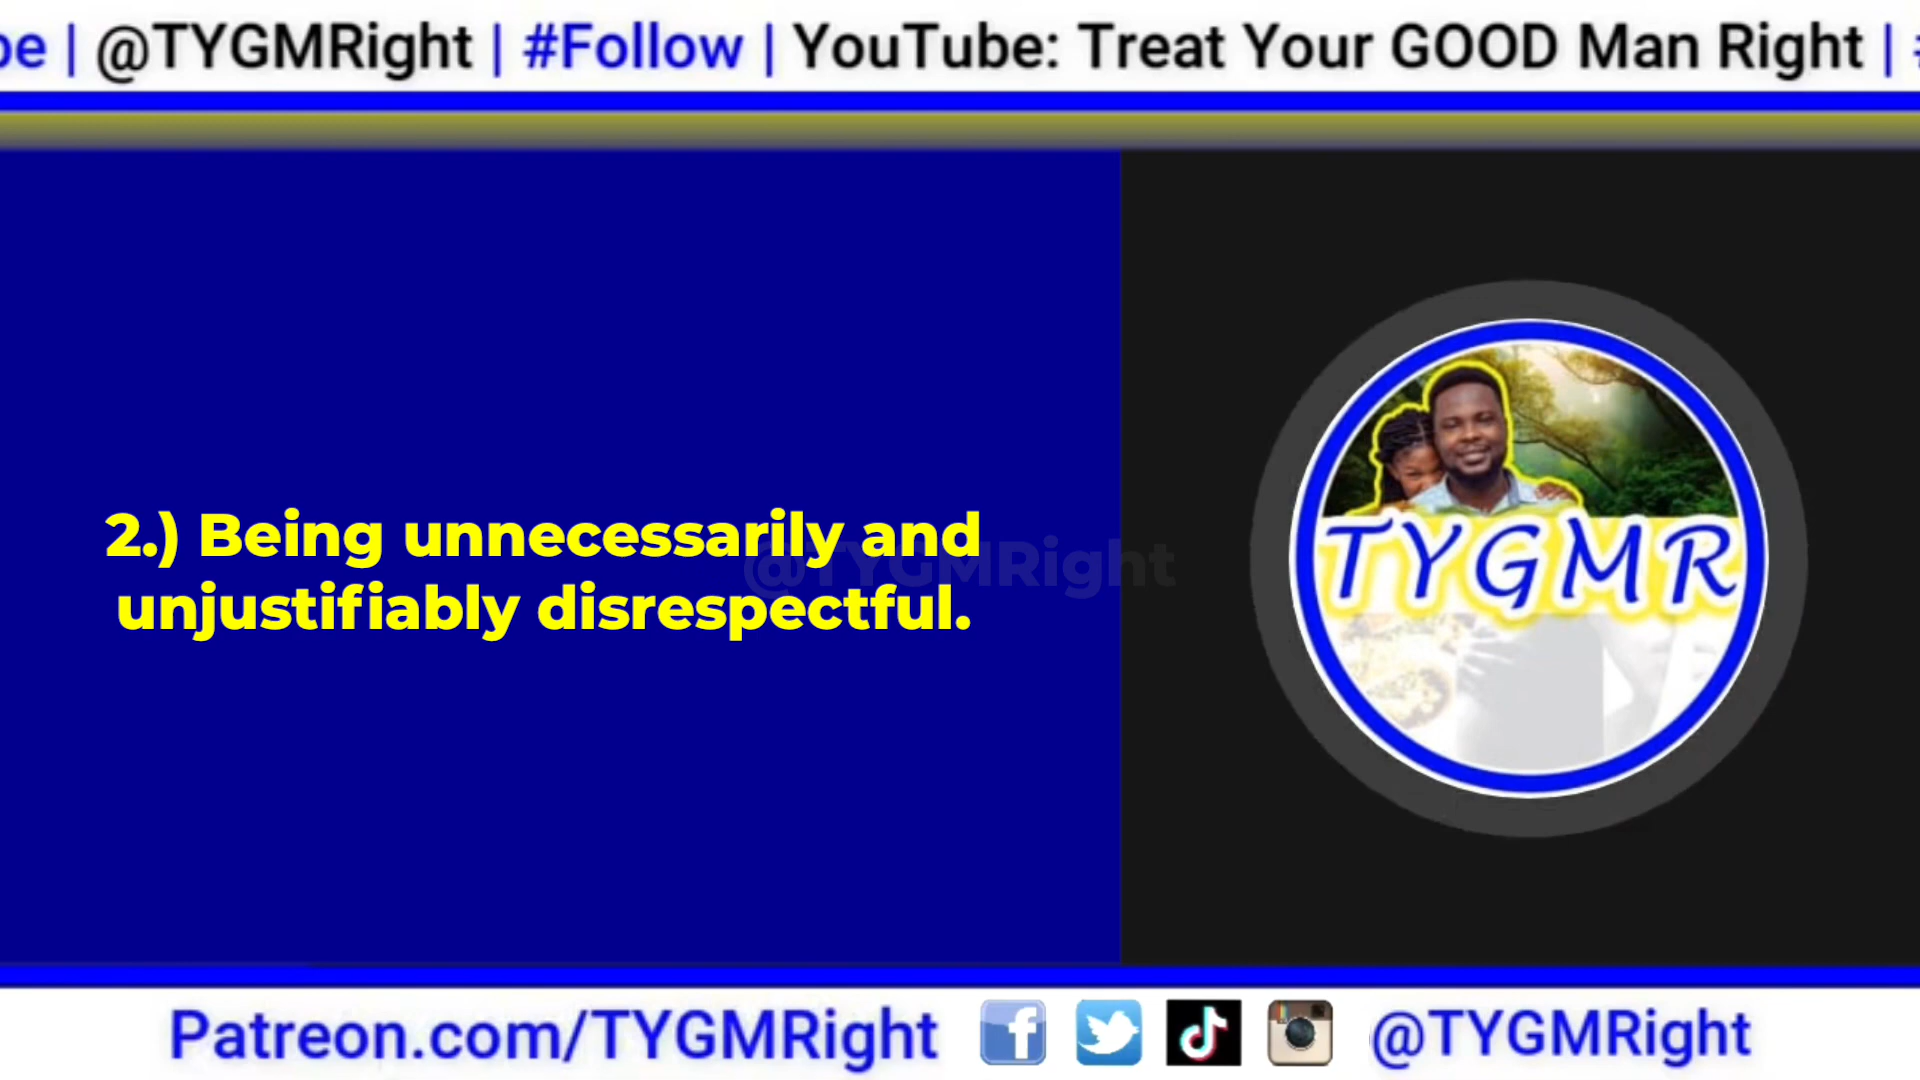 be | @TYGMRight | #Follow | YouTube: Treat Your GOOD Man Right | #
2.) Being unnecessarily and
unjustifiably disrespectful.
@TYGMRight
TYGMR
Patreon.com/TYGMRight @TYGMRight